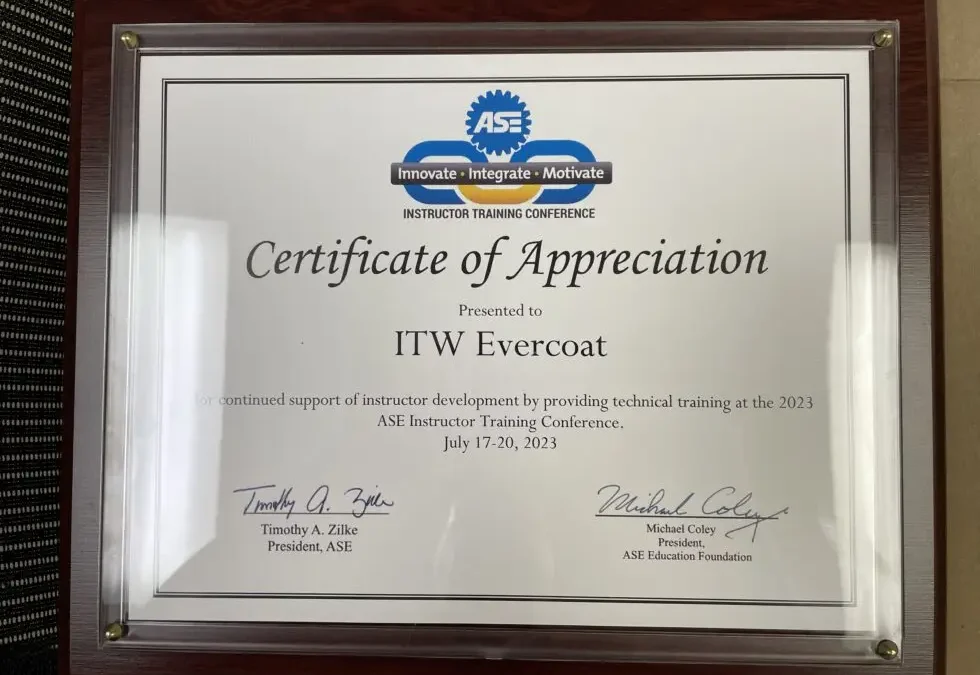 ASE
Innovate • Integrate • Motivate
INSTRUCTOR TRAINING CONFERENCE
Certificate of Appreciation
Presented to
ITW Evercoat
for continued support of instructor development by providing technical training at the 2023
ASE Instructor Training Conference.
July 17-20, 2023
Timothy A. Zilke
Michael Coley
Timothy A. Zilke
President, ASE
Michael Coley
President,
ASE Education Foundation